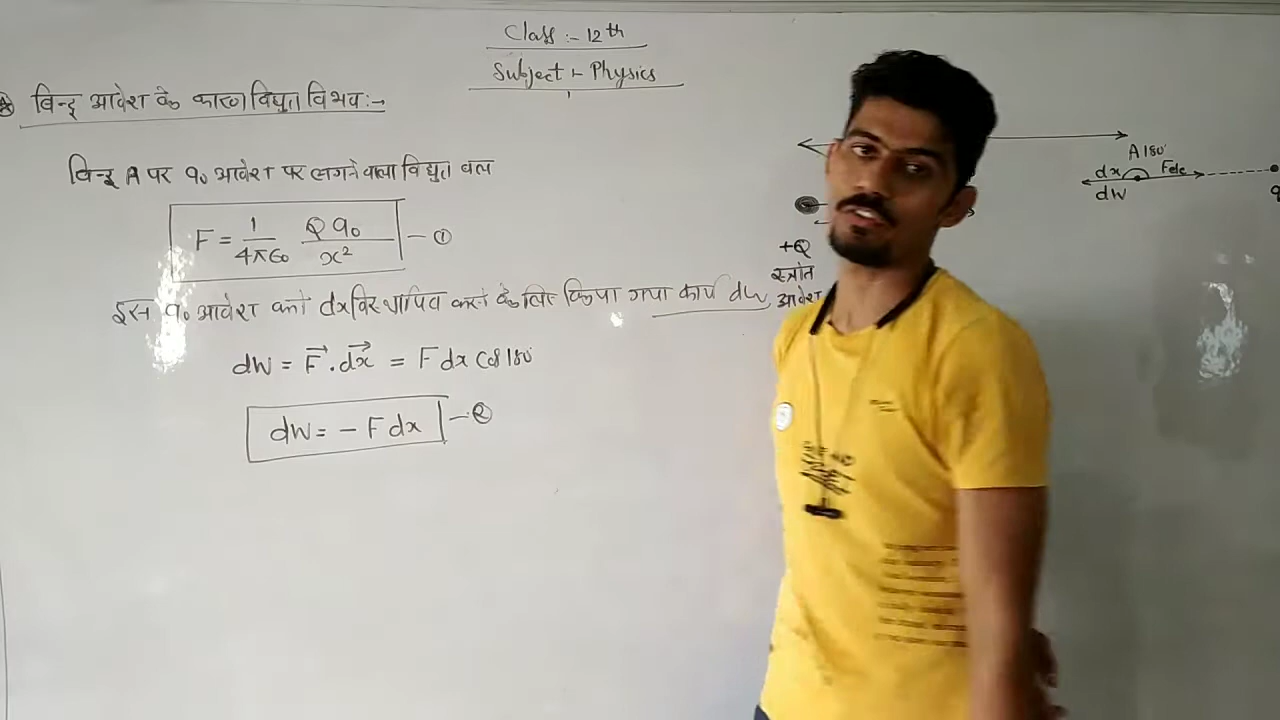 Class :- 12th
Subject :- Physics
विन्दु आवेश के कारण विद्युत विभव :-
विन्दु A पर q₀ आवेश पर लगने वाला विद्युत बल
F = 1/4πϵ₀ Qq₀/x² — ①
इस q₀ आवेश को dx विस्थापित करने के लिए किया गया कार्य dW,
dW = F⃗ . dx⃗ = F dx Cos 180°
dW = - F dx — ②
A 180°
dx Fele
dW
+Q
स्त्रोत
आवेश